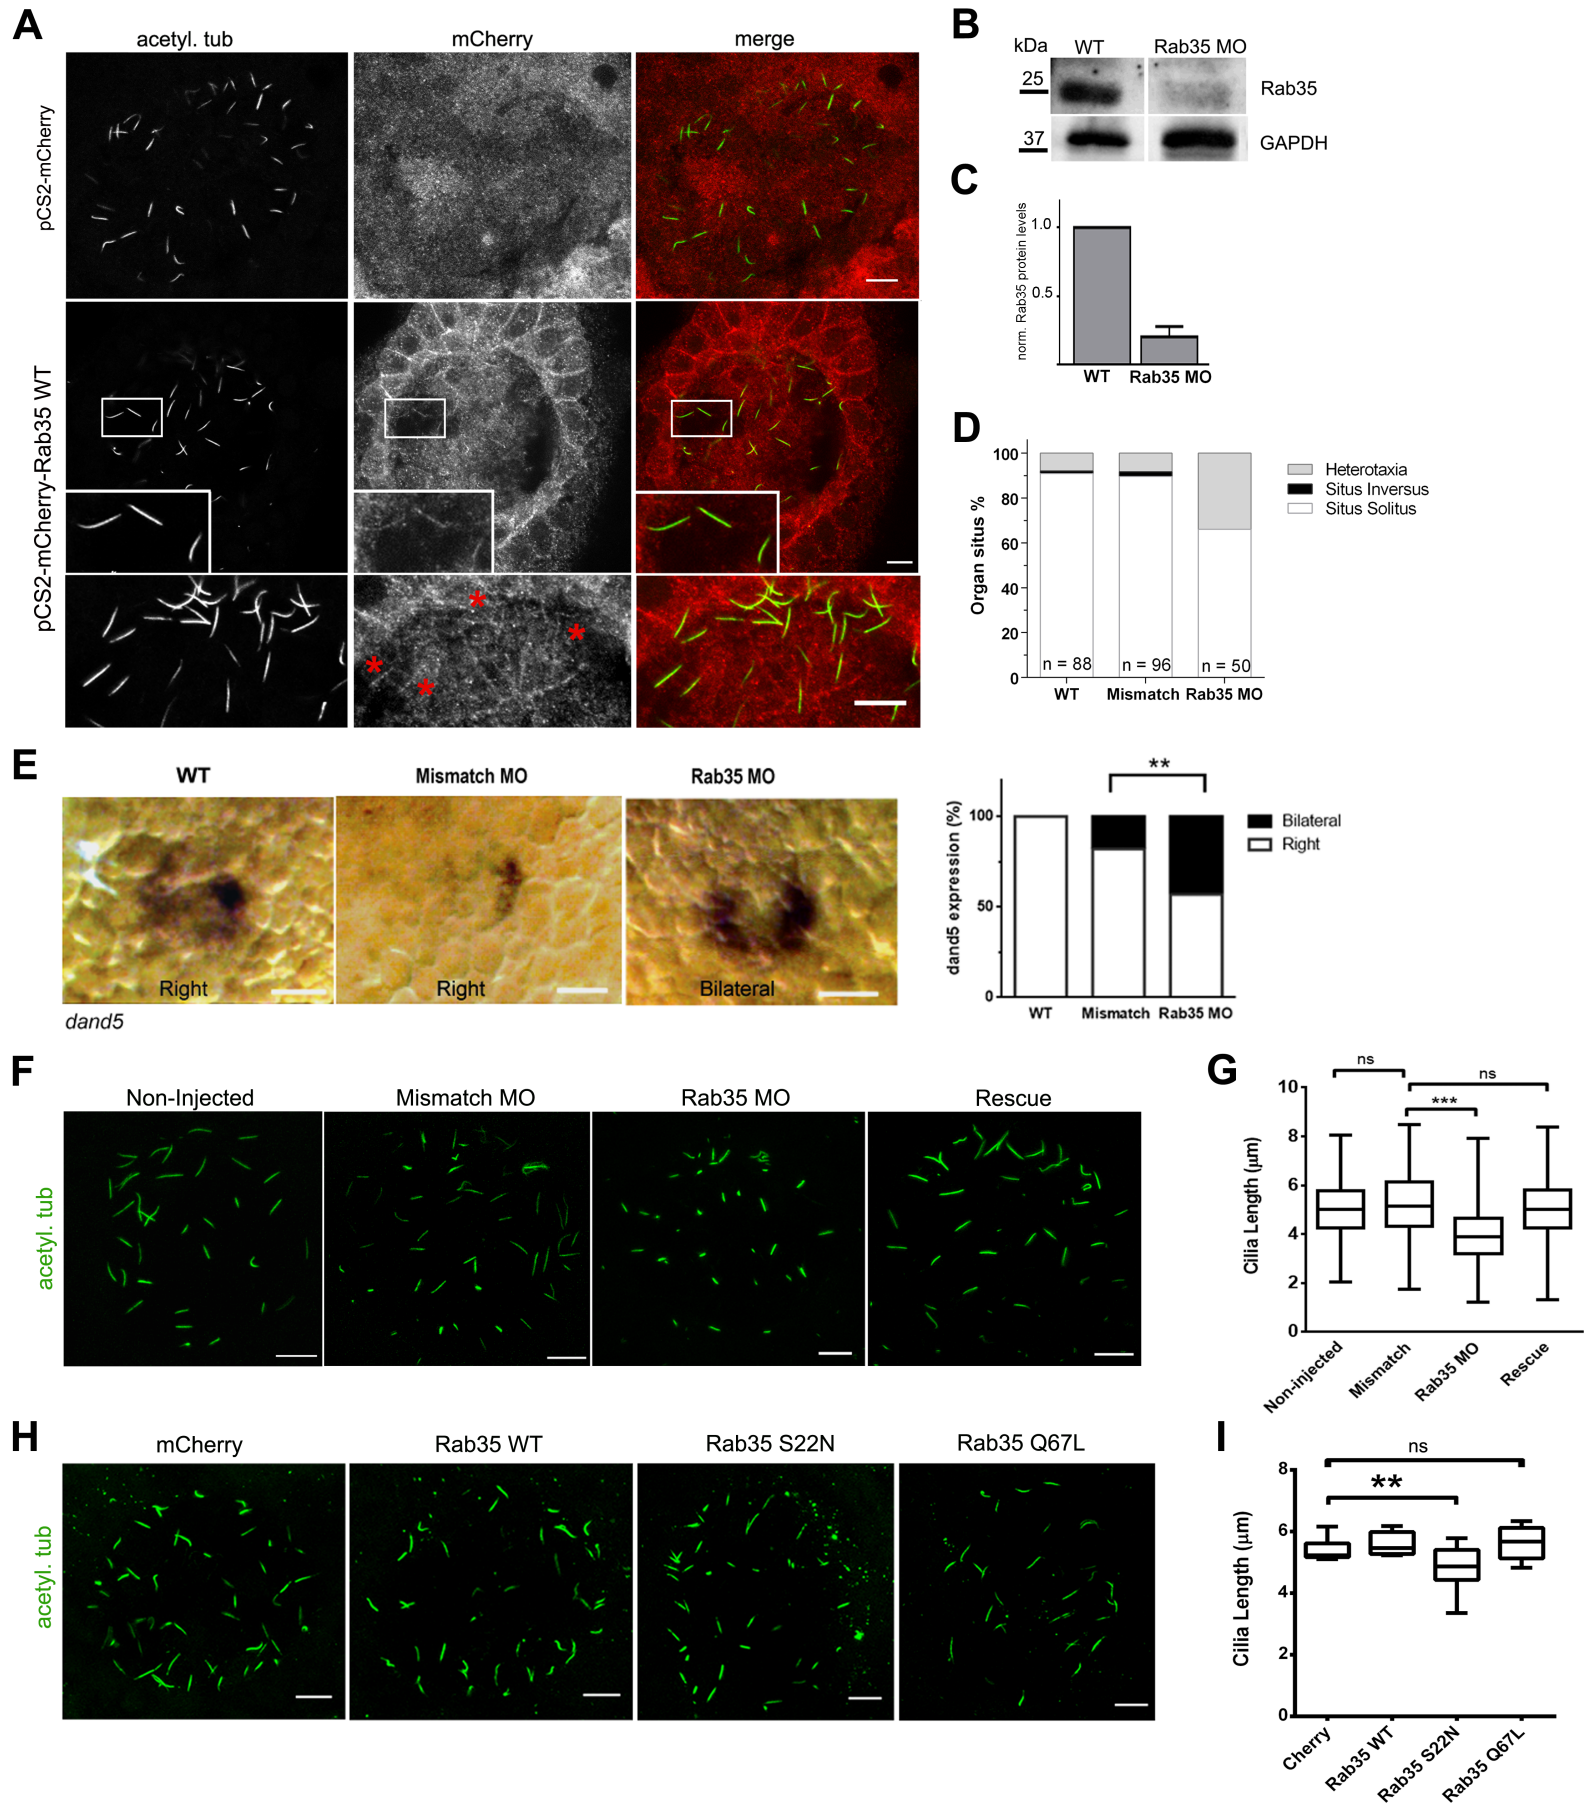 A
acetyl. tub
mCherry
merge
pCS2-mCherry
pCS2-mCherry-Rab35 WT
*
*
*
*
B
kDa
WT
Rab35 MO
25
Rab35
37
GAPDH
C
norm. Rab35 protein levels
1.0
0.5
WT
Rab35 MO
D
Organ situs %
100
80
60
40
20
0
n = 88
n = 96
n = 50
WT
Mismatch
Rab35 MO
Heterotaxia
Situs Inversus
Situs Solitus
E
WT
Mismatch MO
Rab35 MO
Right
Right
Bilateral
dand5
dand5 expression (%)
100
50
0
**
WT
Mismatch
Rab35 MO
Bilateral
Right
F
Non-Injected
Mismatch MO
Rab35 MO
Rescue
acetyl. tub
G
Cilia Length (μm)
10
8
6
4
2
0
ns
ns
***
Non-injected
Mismatch
Rab35 MO
Rescue
H
mCherry
Rab35 WT
Rab35 S22N
Rab35 Q67L
acetyl. tub
I
Cilia Length (μm)
8
6
4
2
0
ns
**
Cherry
Rab35 WT
Rab35 S22N
Rab35 Q67L